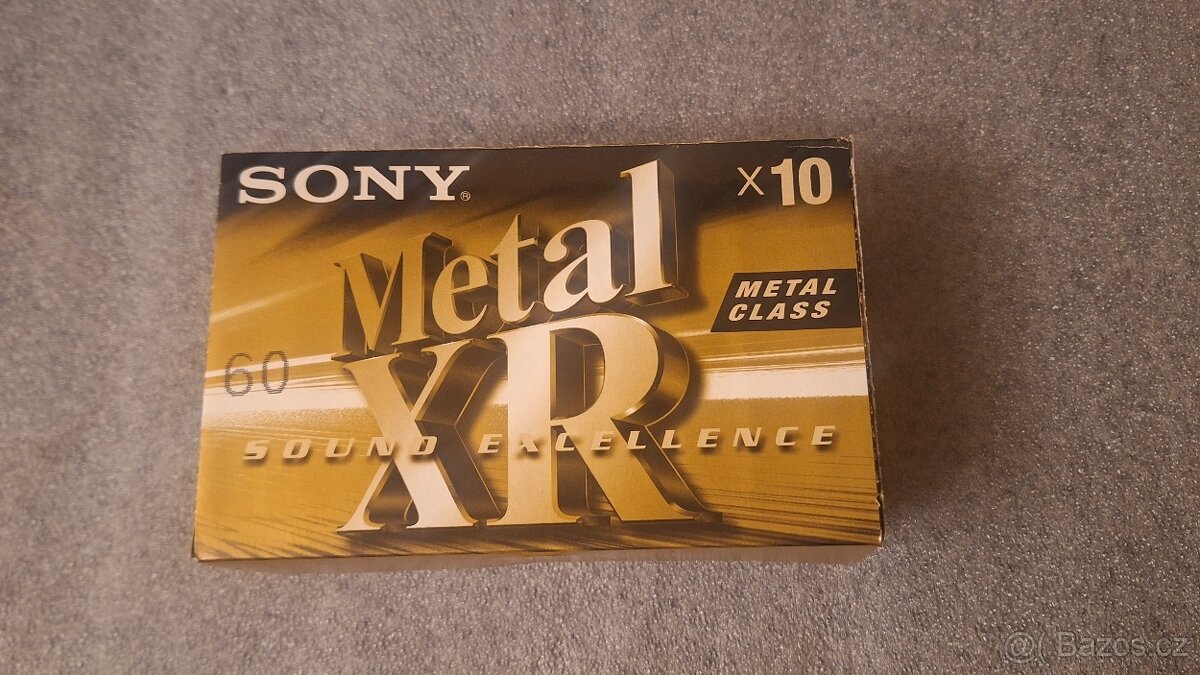 SONY®
x10
Metal
METAL
CLASS
XR
60
SOUND EXCELLENCE
@( Bazos.cz